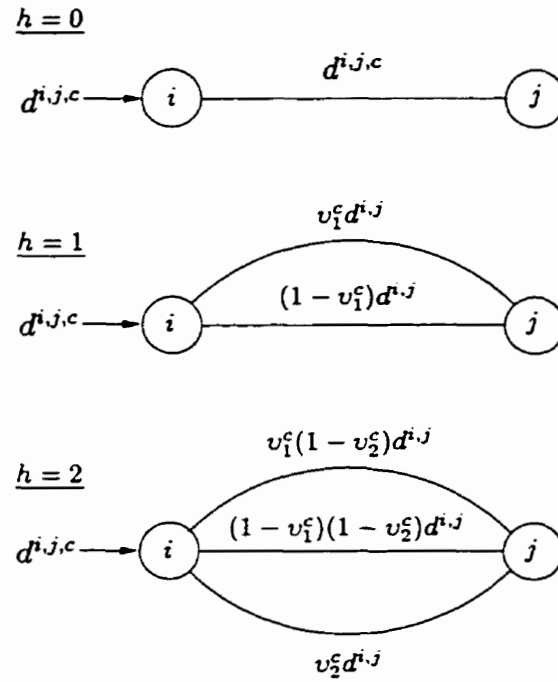 h = 0
d^{i,j,c}
d^{i,j,c} i j
h = 1
υ_1^c d^{i,j}
(1 − υ_1^c)d^{i,j}
d^{i,j,c} i j
h = 2
υ_1^c(1 − υ_2^c)d^{i,j}
(1 − υ_1^c)(1 − υ_2^c)d^{i,j}
d^{i,j,c} i j
υ_2^c d^{i,j}